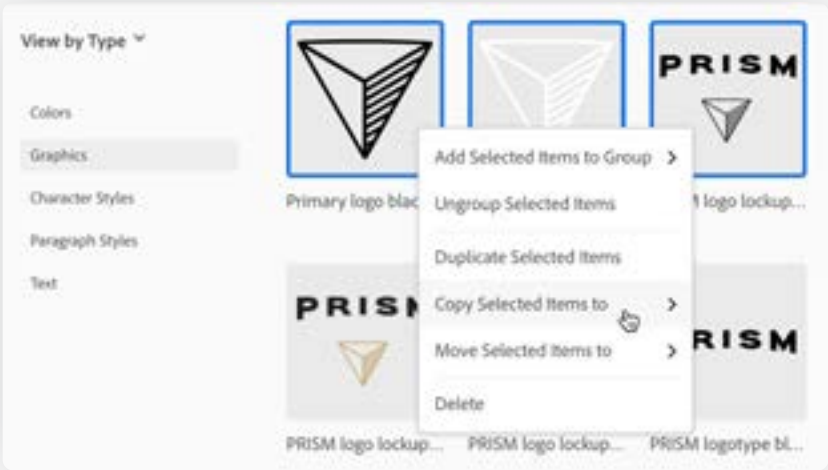 View by Type
Colors
Graphics
Character Styles
Paragraph Styles
Text
PRISM
Primary logo blac
logo lockup...
Add Selected Items to Group
Ungroup Selected Items
Duplicate Selected Items
Copy Selected Items to
Move Selected Items to
Delete
PRIS
RISM
PRISM logo lockup...
PRISM logo lockup...
PRISM logotype bl...